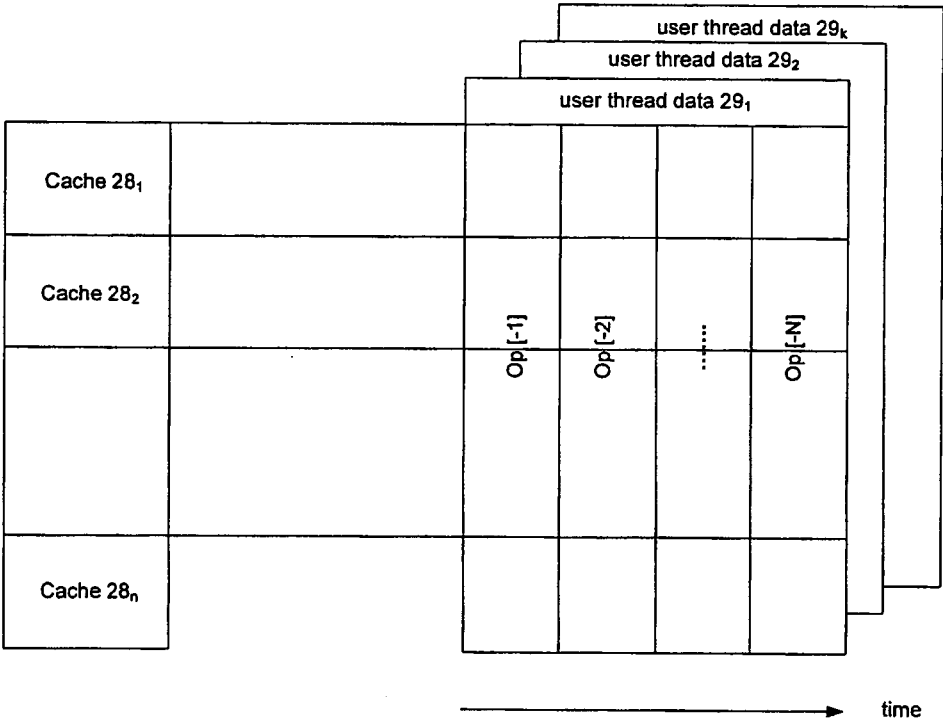 user thread data 29ₖ
user thread data 29₂
user thread data 29₁
Cache 28₁
Cache 28₂
Op [-1]
Op [-2]
.......
Op [-N]
Cache 28ₙ
time